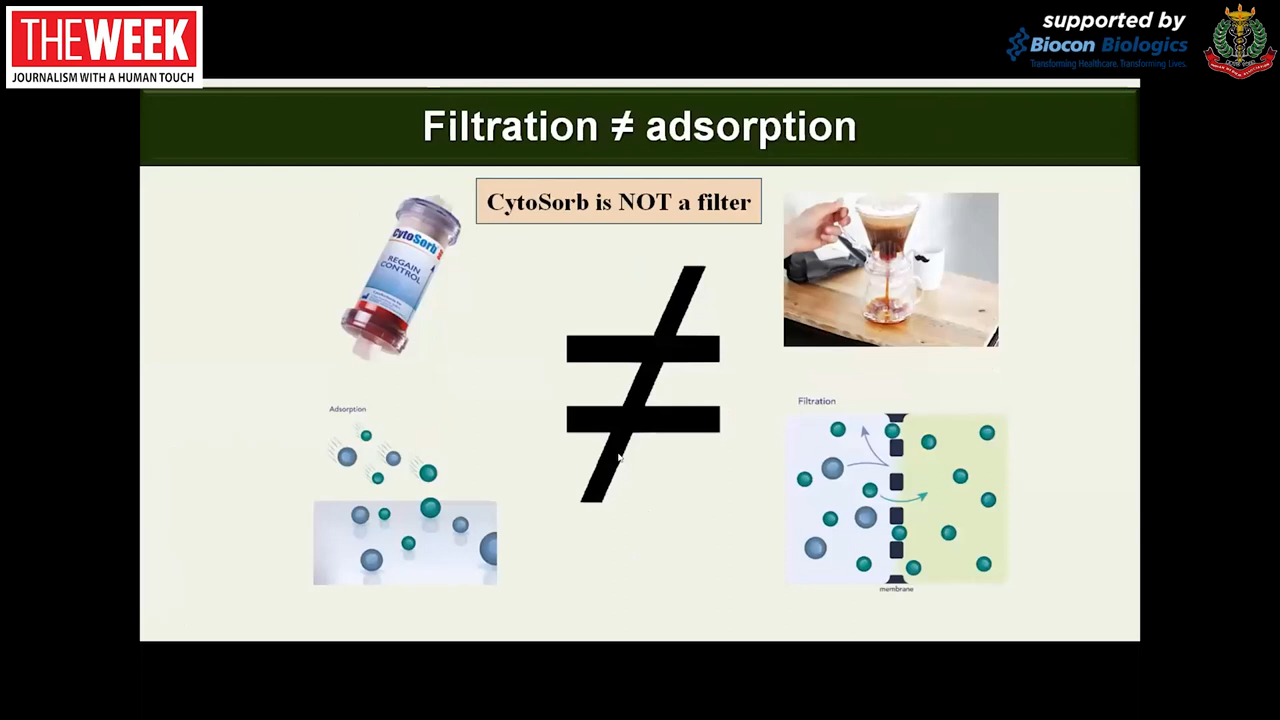 THE WEEK
JOURNALISM WITH A HUMAN TOUCH
supported by
Biocon Biologics
Transforming Healthcare. Transforming Lives.
Filtration ≠ adsorption
CytoSorb is NOT a filter
CytoSorb
REGAIN
CONTROL
≠
Adsorption
Filtration
membrane